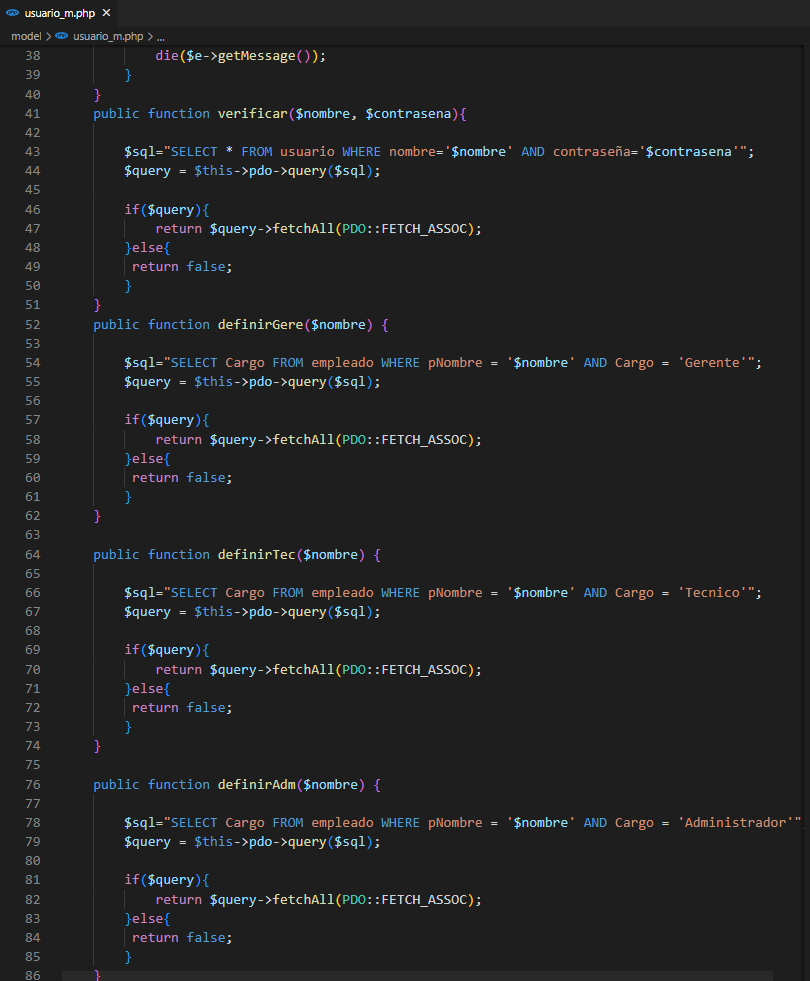 usuario_m.php ×
model > usuario_m.php > ...
38 die($e->getMessage());
39 }
40 }
41 public function verificar($nombre, $contrasena){
42
43 $sql="SELECT * FROM usuario WHERE nombre='$nombre' AND contraseña='$contrasena'";
44 $query = $this->pdo->query($sql);
45
46 if($query){
47 return $query->fetchAll(PDO::FETCH_ASSOC);
48 }else{
49 return false;
50 }
51 }
52 public function definirGere($nombre) {
53
54 $sql="SELECT Cargo FROM empleado WHERE pNombre = '$nombre' AND Cargo = 'Gerente'";
55 $query = $this->pdo->query($sql);
56
57 if($query){
58 return $query->fetchAll(PDO::FETCH_ASSOC);
59 }else{
60 return false;
61 }
62 }
63
64 public function definirTec($nombre) {
65
66 $sql="SELECT Cargo FROM empleado WHERE pNombre = '$nombre' AND Cargo = 'Tecnico'";
67 $query = $this->pdo->query($sql);
68
69 if($query){
70 return $query->fetchAll(PDO::FETCH_ASSOC);
71 }else{
72 return false;
73 }
74 }
75
76 public function definirAdm($nombre) {
77
78 $sql="SELECT Cargo FROM empleado WHERE pNombre = '$nombre' AND Cargo = 'Administrador'"
79 $query = $this->pdo->query($sql);
80
81 if($query){
82 return $query->fetchAll(PDO::FETCH_ASSOC);
83 }else{
84 return false;
85 }
86 }